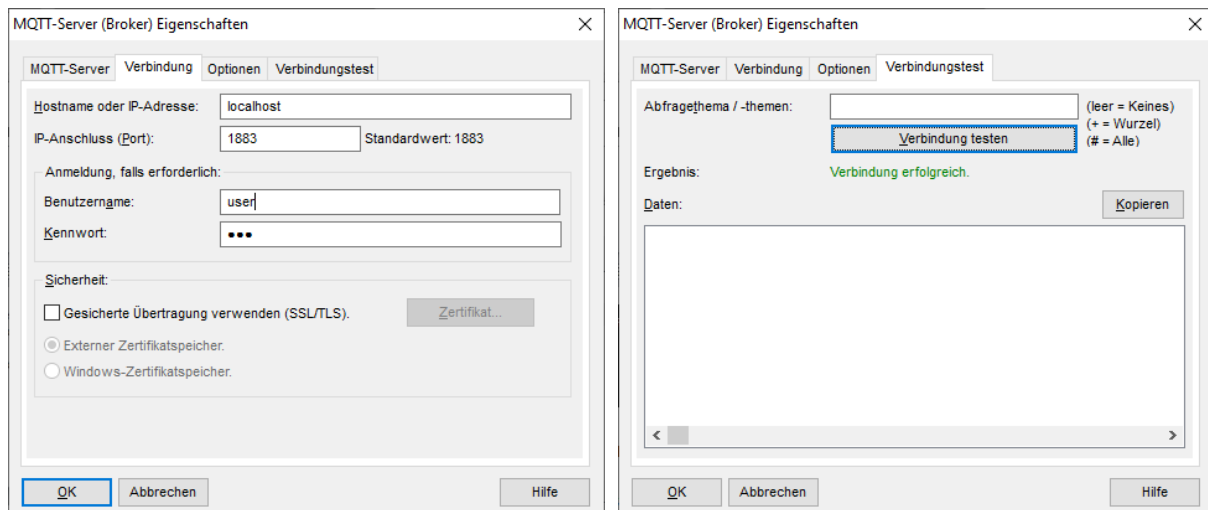 MQTT-Server (Broker) Eigenschaften
MQTT-Server Verbindung Optionen Verbindungstest
Hostname oder IP-Adresse: localhost
IP-Anschluss (Port): 1883 Standardwert: 1883
Anmeldung, falls erforderlich:
Benutzername: user
Kennwort: ●●●
Sicherheit:
Gesicherte Übertragung verwenden (SSL/TLS). Zertifikat...
Externer Zertifikatspeicher.
Windows-Zertifikatspeicher.
OK Abbrechen Hilfe
MQTT-Server (Broker) Eigenschaften
MQTT-Server Verbindung Optionen Verbindungstest
Abfragethema / -themen: (leer = Keines)
(+ = Wurzel)
Verbindung testen (# = Alle)
Ergebnis: Verbindung erfolgreich.
Daten: Kopieren
OK Abbrechen Hilfe